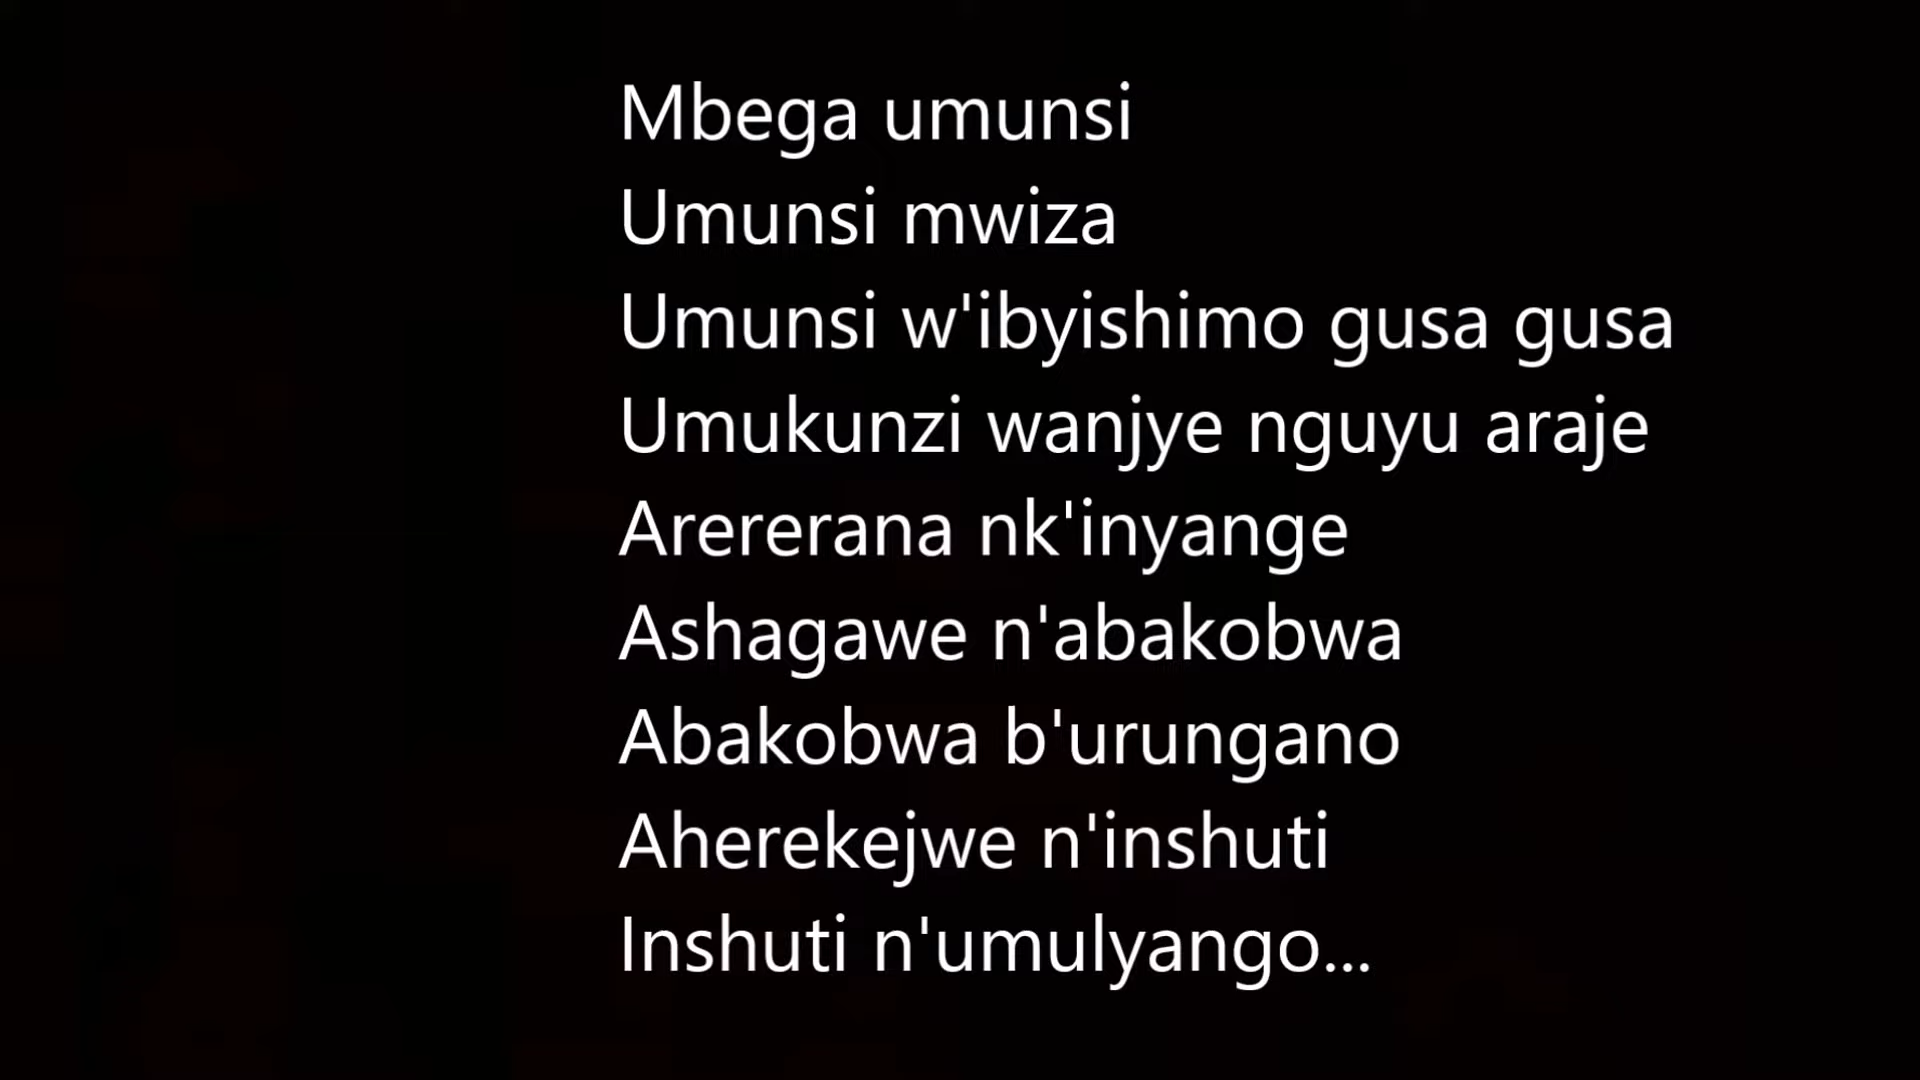 Mbega umunsi
Umunsi mwiza
Umunsi w'ibyishimo gusa gusa
Umukunzi wanjye nguyu araje
Arererana nk'inyange
Ashagawe n'abakobwa
Abakobwa b'urungano
Aherekejwe n'inshuti
Inshuti n'umulyango...